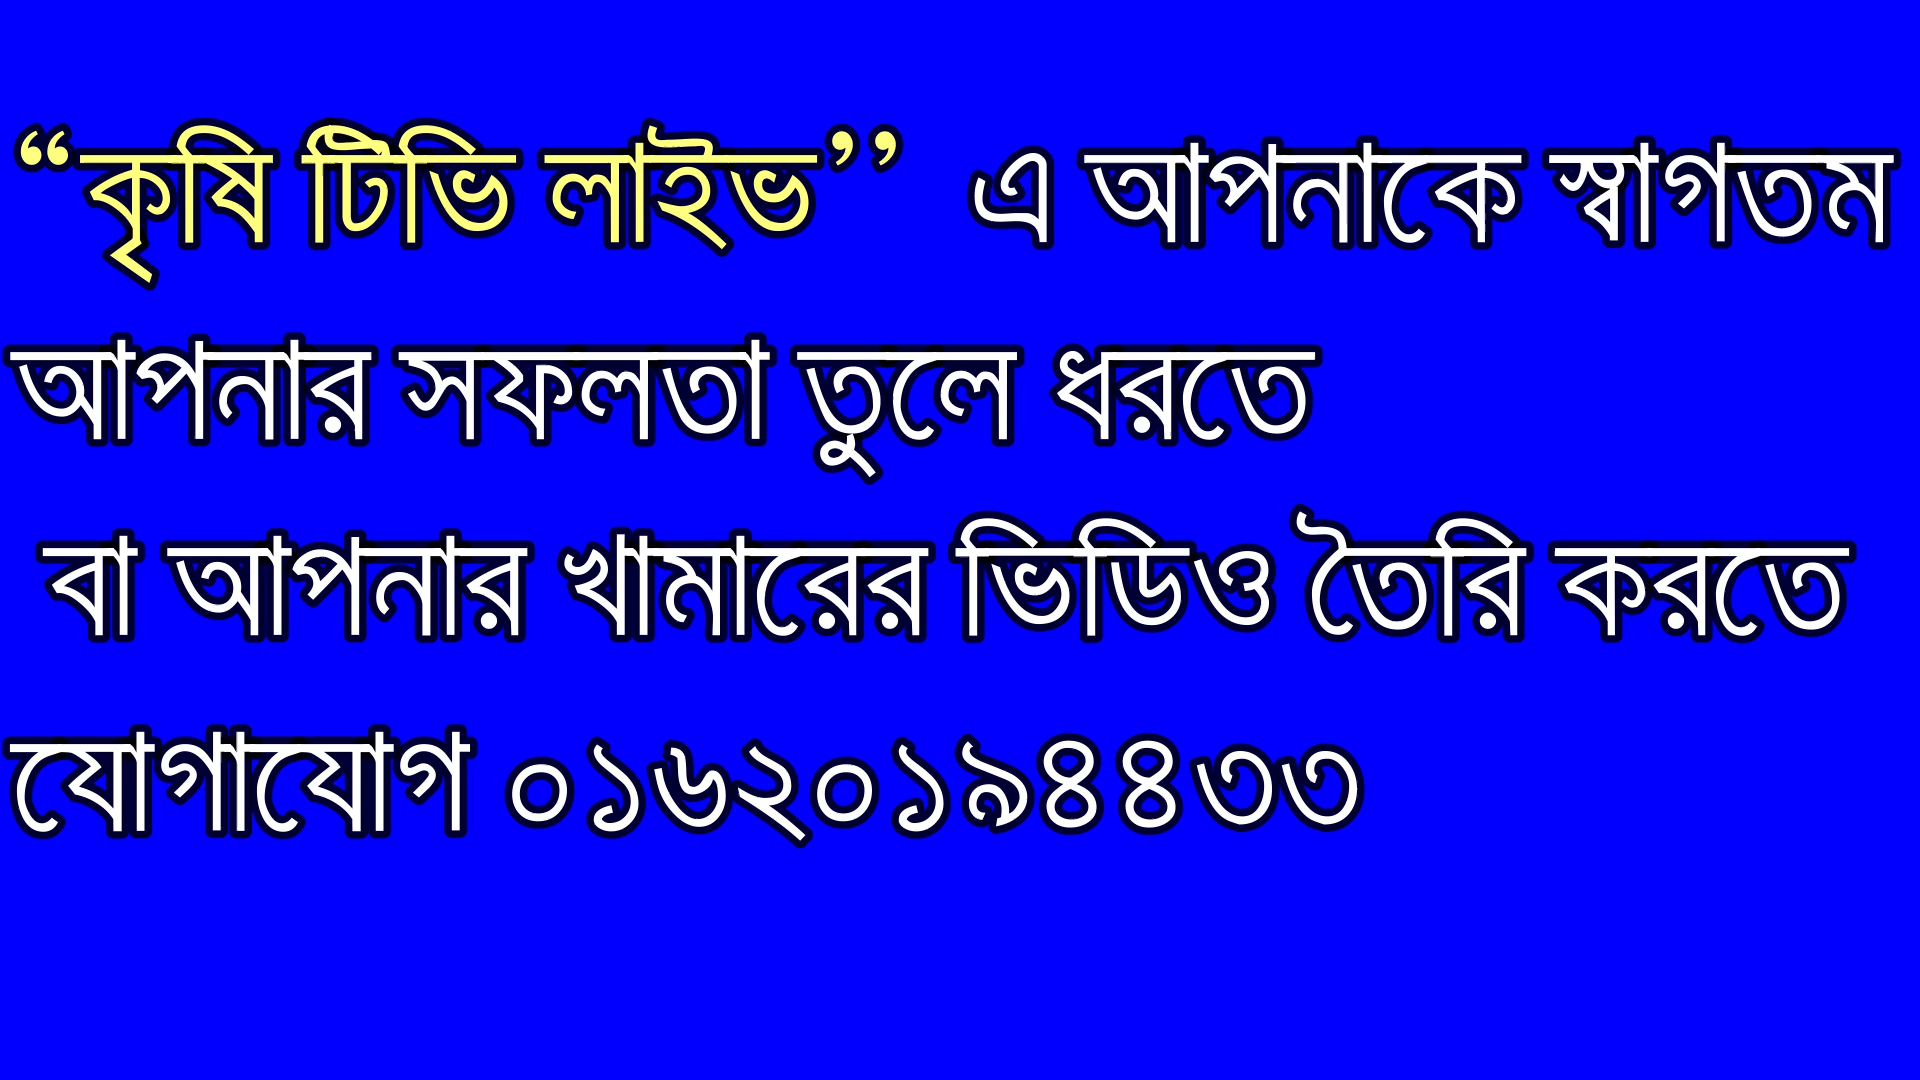 “কৃষি টিভি লাইভ’’ এ আপনাকে স্বাগতম
আপনার সফলতা তুলে ধরতে
বা আপনার খামারের ভিডিও তৈরি করতে
যোগাযোগ ০১৬২০১৯৪৪৩৩